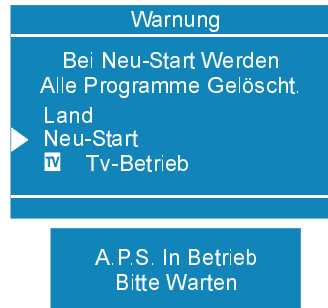 Warnung
Bei Neu-Start Werden
Alle Programme Gelöscht.
Land
Neu-Start
TV Tv-Betrieb
A.P.S. In Betrieb
Bitte Warten